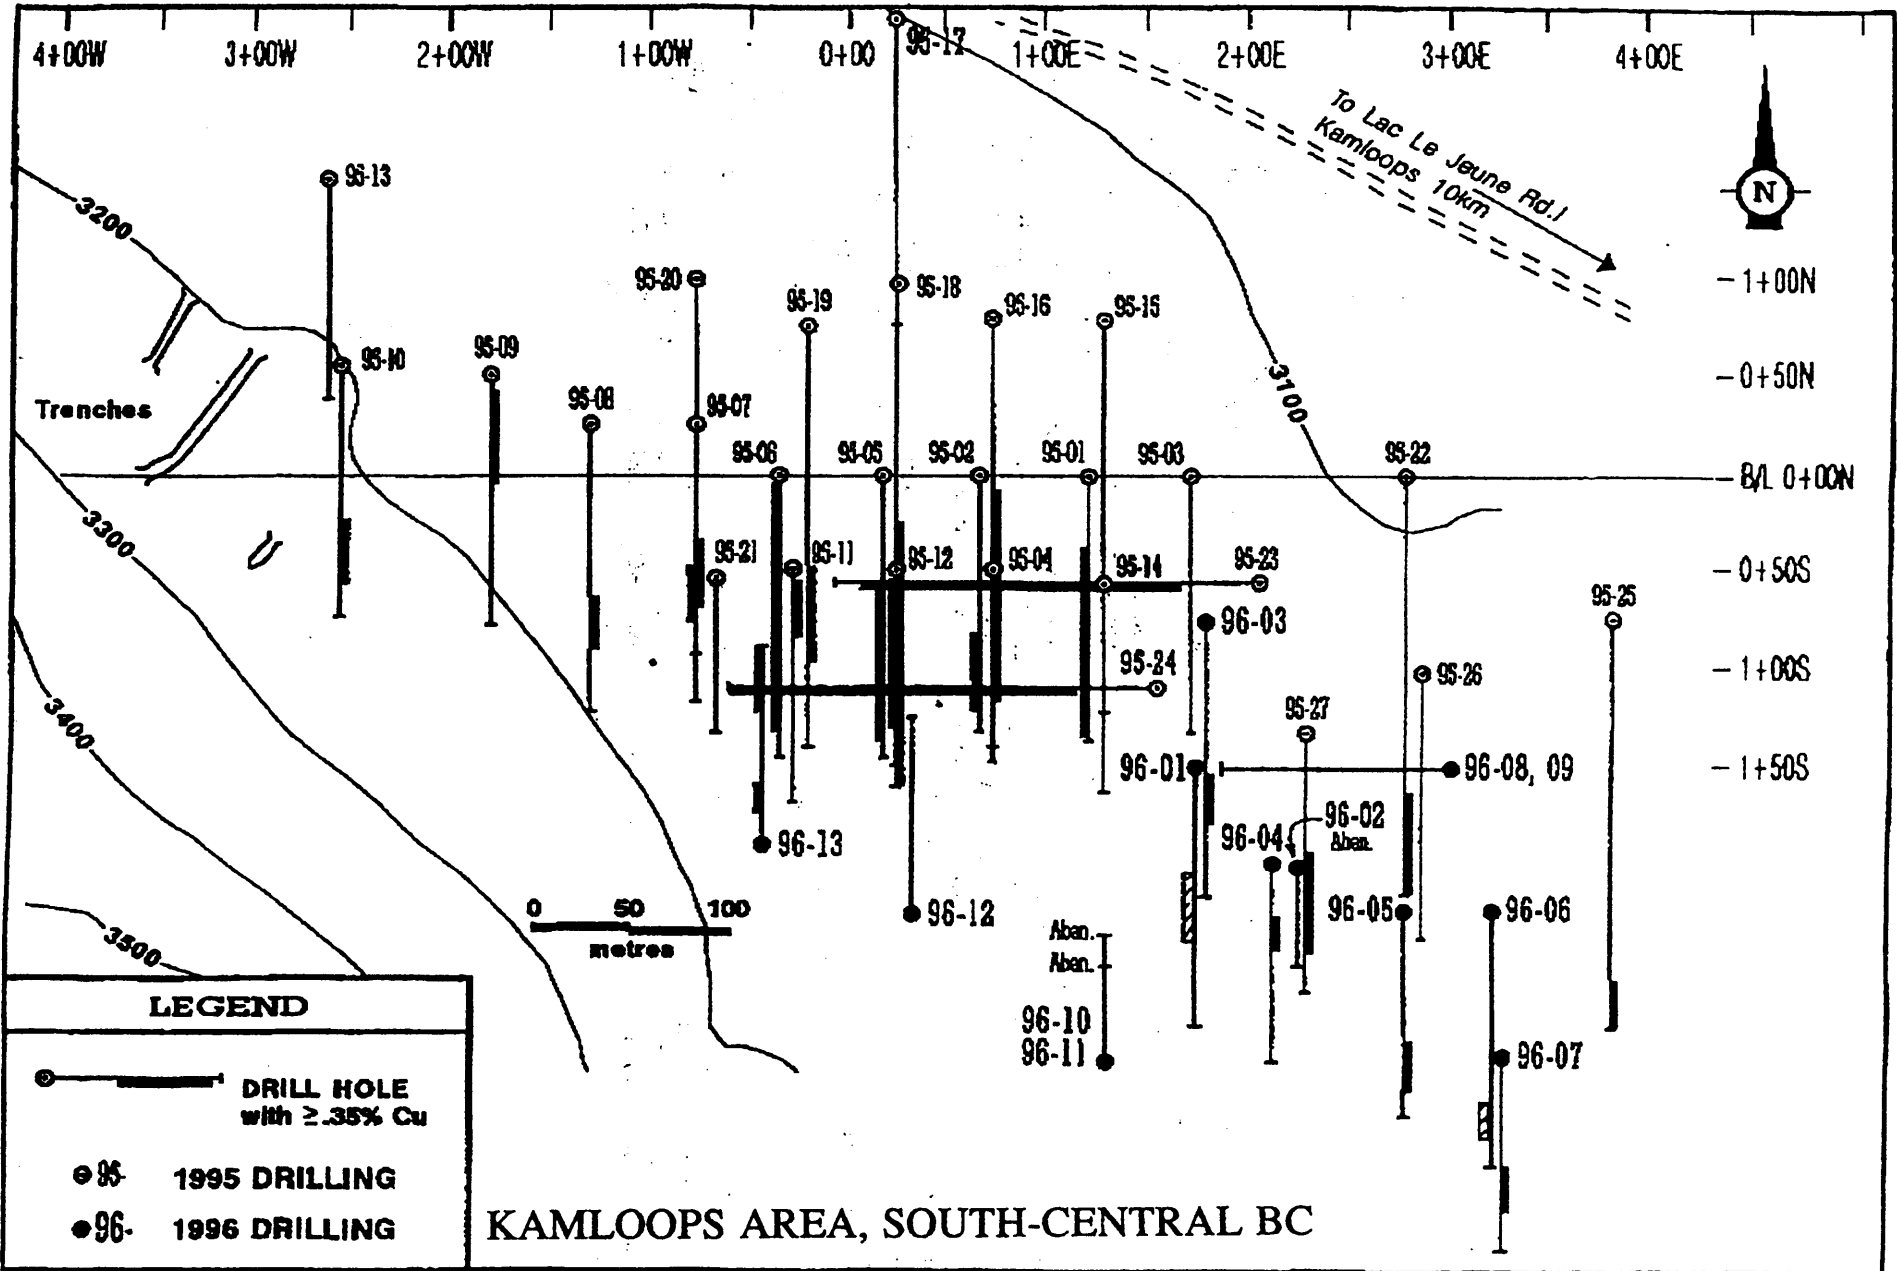 4+00W 3+00W 2+00W 1+00W 0+00 1+00E 2+00E 3+00E 4+00E
95-17
To Lac Le Jeune Rd.
Kamloops 10km
N
3200
95-13
95-20
95-18
1+00N
95-19
95-16
95-15
95-10
95-09
0+50N
3100
Trenches
95-08
95-07
95-06
95-05
95-02
95-01
95-03
95-22
B/L 0+00N
3300
95-21
95-11
95-12
95-04
95-14
95-23
0+50S
95-25
96-03
95-24
95-26
1+00S
3400
95-27
96-01
96-08, 09
1+50S
96-04
96-02
Aban.
96-13
96-12
96-05
96-06
0 50 100
metres
Aban.
Aban.
3500
96-10
96-11
96-07
LEGEND
DRILL HOLE
with ≥.35% Cu
95- 1995 DRILLING
96- 1996 DRILLING
KAMLOOPS AREA, SOUTH-CENTRAL BC